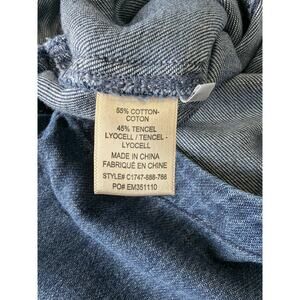 55% COTTON-
COTON
45% TENCEL
LYOCELL / TENCEL -
LYOCELL
MADE IN CHINA
FABRIQUÉ EN CHINE
STYLE# C1747-888-766
PO# EM351110